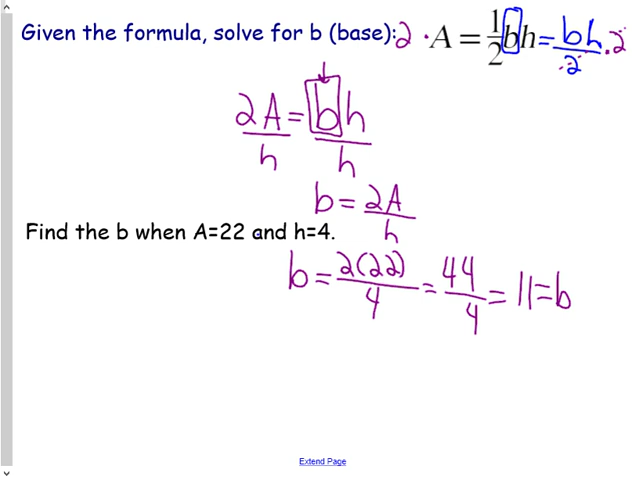 Given the formula, solve for b (base): 2 · A = 1/2 bh = bh/2 · 2
2A/h = bh/h
b = 2A/h
Find the b when A=22 and h=4.
b = 2(22)/4 = 44/4 = 11 = b
Extend Page